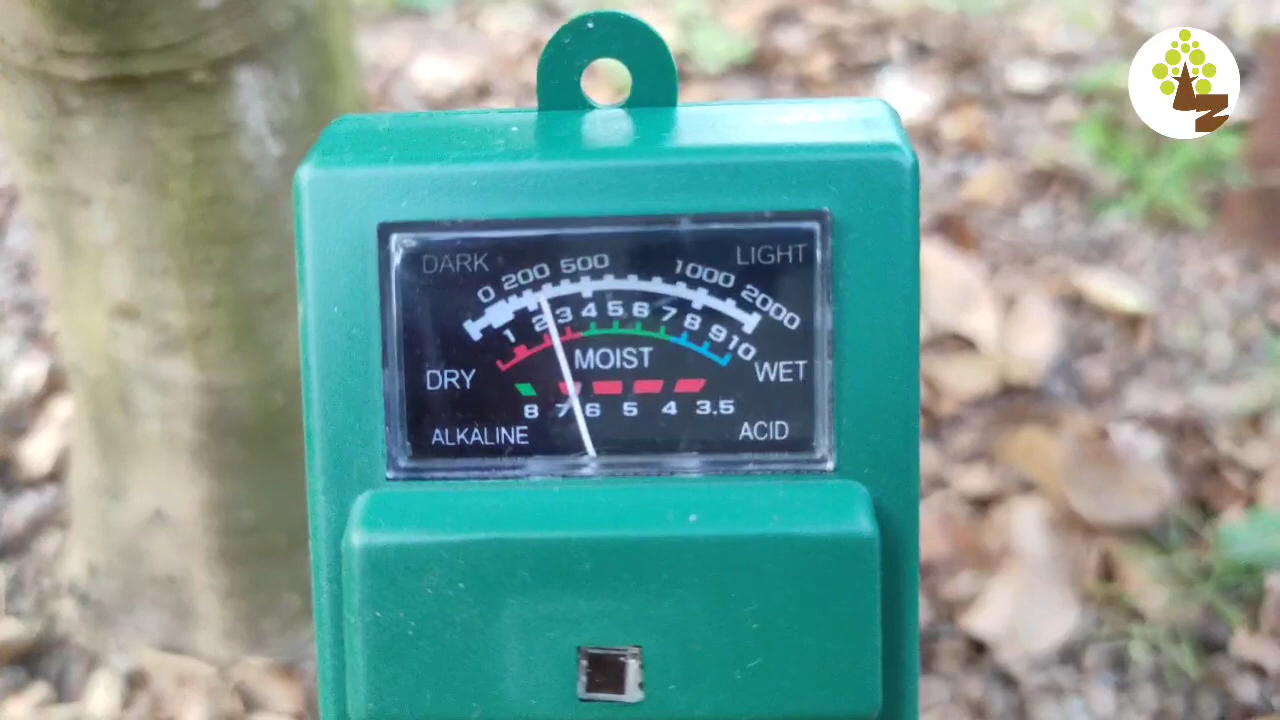 DARK LIGHT
0 200 500 1000 2000
1 2 3 4 5 6 7 8 9 10
MOIST
DRY WET
8 7 6 5 4 3.5
ALKALINE ACID